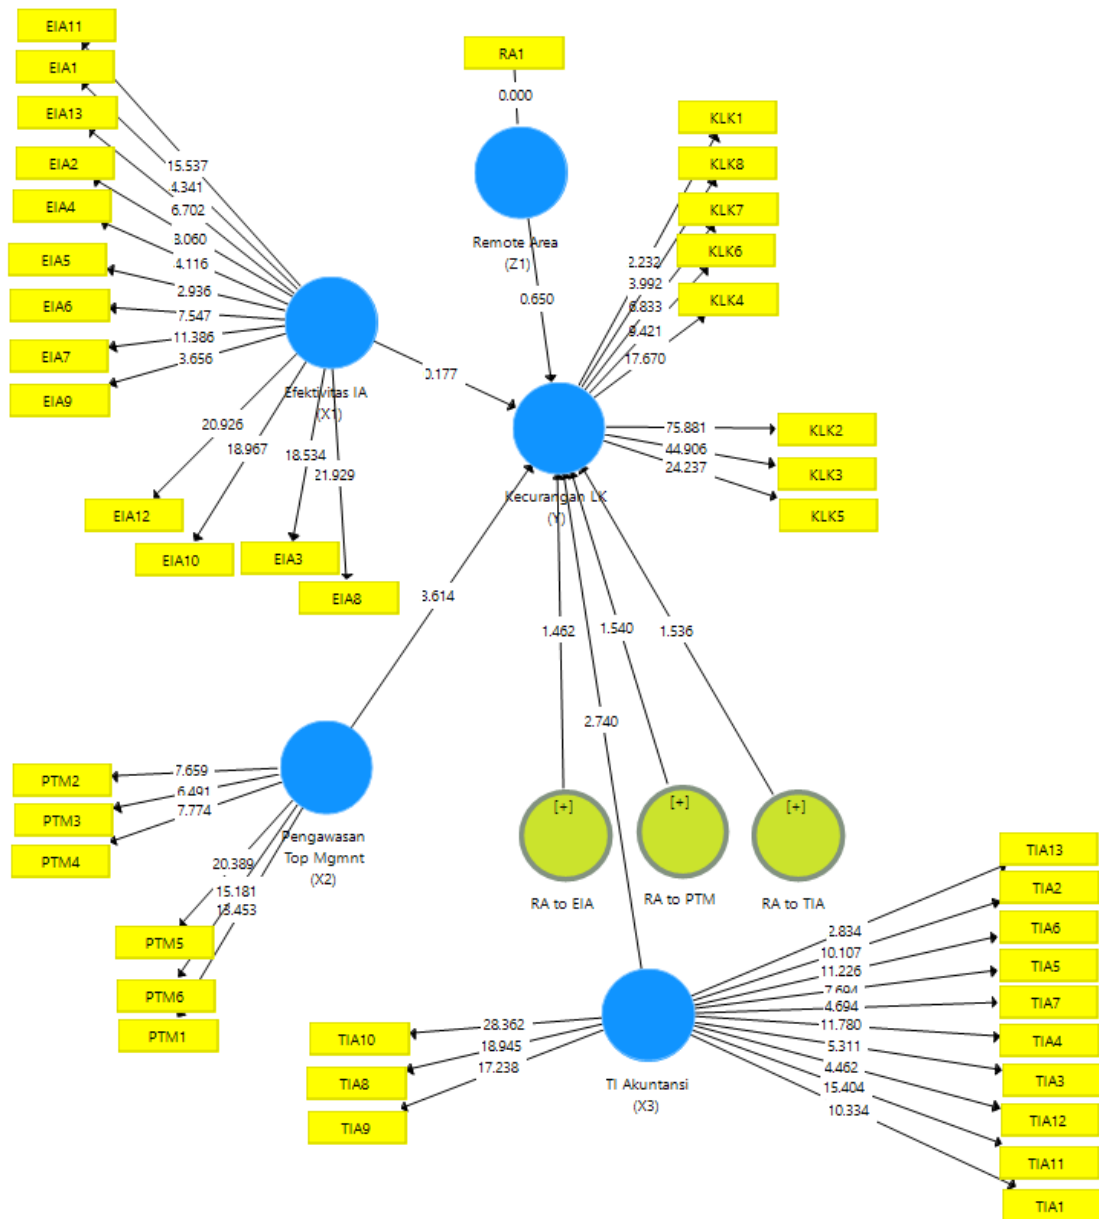 EIA11
EIA1
EIA13
EIA2
EIA4
EIA5
EIA6
EIA7
EIA9
15.537
4.341
6.702
3.060
4.116
2.936
7.547
11.386
3.656
Efektivitas IA
(X1)
20.926
18.967
18.534
21.929
EIA12
EIA10
EIA3
EIA8
RA1
0.000
Remote Area
(Z1)
0.650
0.177
KLK1
KLK8
KLK7
KLK6
KLK4
2.232
3.992
6.833
9.421
17.670
75.881
44.906
24.237
KLK2
KLK3
KLK5
Kecurangan LK
(Y)
3.614
1.462
1.540
1.536
2.740
PTM2
PTM3
PTM4
7.659
6.491
7.774
Pengawasan
Top Mgmnt
(X2)
20.389
15.181
13.453
PTM5
PTM6
PTM1
[+]
RA to EIA
[+]
RA to PTM
[+]
RA to TIA
TIA10
TIA8
TIA9
28.362
18.945
17.238
TI Akuntansi
(X3)
2.834
10.107
11.226
7.694
4.694
11.780
5.311
4.462
15.404
10.334
TIA13
TIA2
TIA6
TIA5
TIA7
TIA4
TIA3
TIA12
TIA11
TIA1